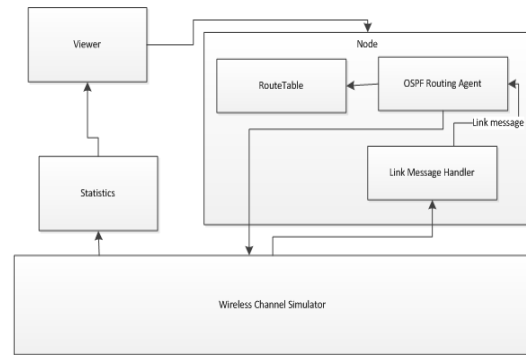 Viewer
Node
RouteTable
OSPF Routing Agent
Link message
Link Message Handler
Statistics
Wireless Channel Simulator